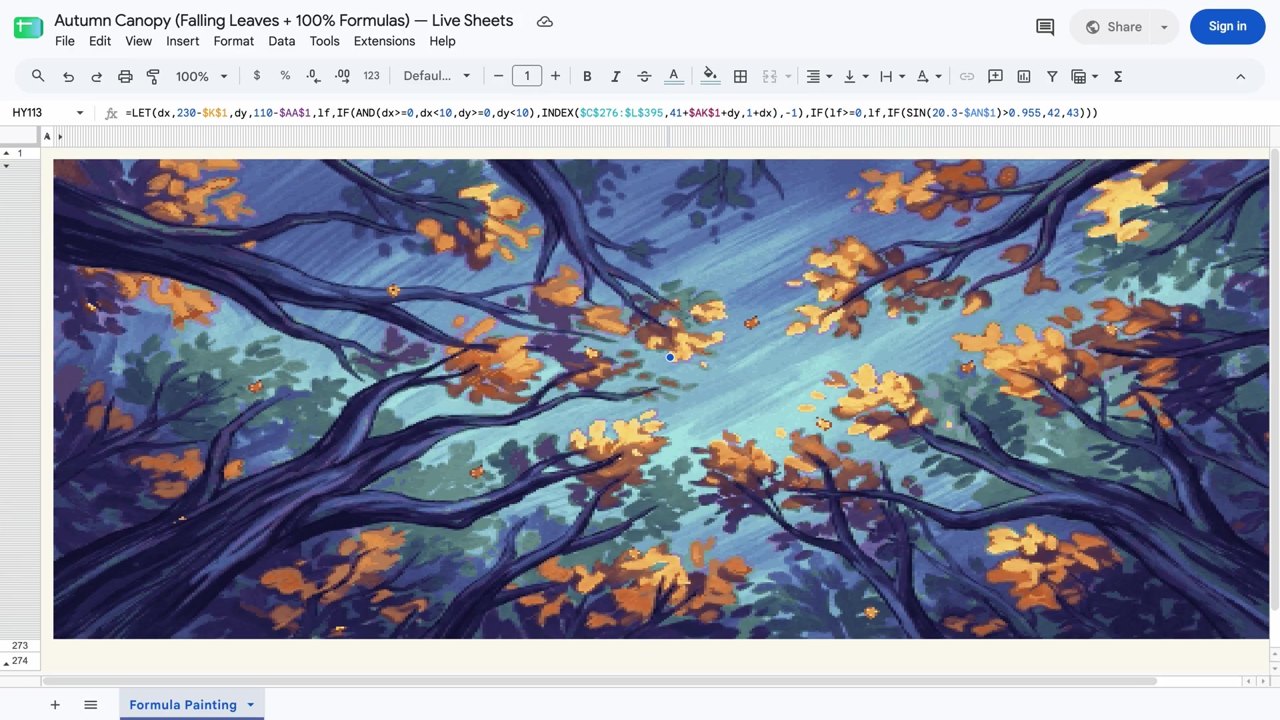 Autumn Canopy (Falling Leaves + 100% Formulas) — Live Sheets
Share
Sign in
File Edit View Insert Format Data Tools Extensions Help
100% $ % .0 .00 123 Defaul... 1 B I S A A Σ
HY113 fx =LET(dx,230-$K$1,dy,110-$AA$1,lf,IF(AND(dx>=0,dx<10,dy>=0,dy<10),INDEX($C$276:$L$395,41+$AK$1+dy,1+dx),-1),IF(lf>=0,lf,IF(SIN(20.3-$AN$1)>0.955,42,43)))
A
1
273
274
Formula Painting